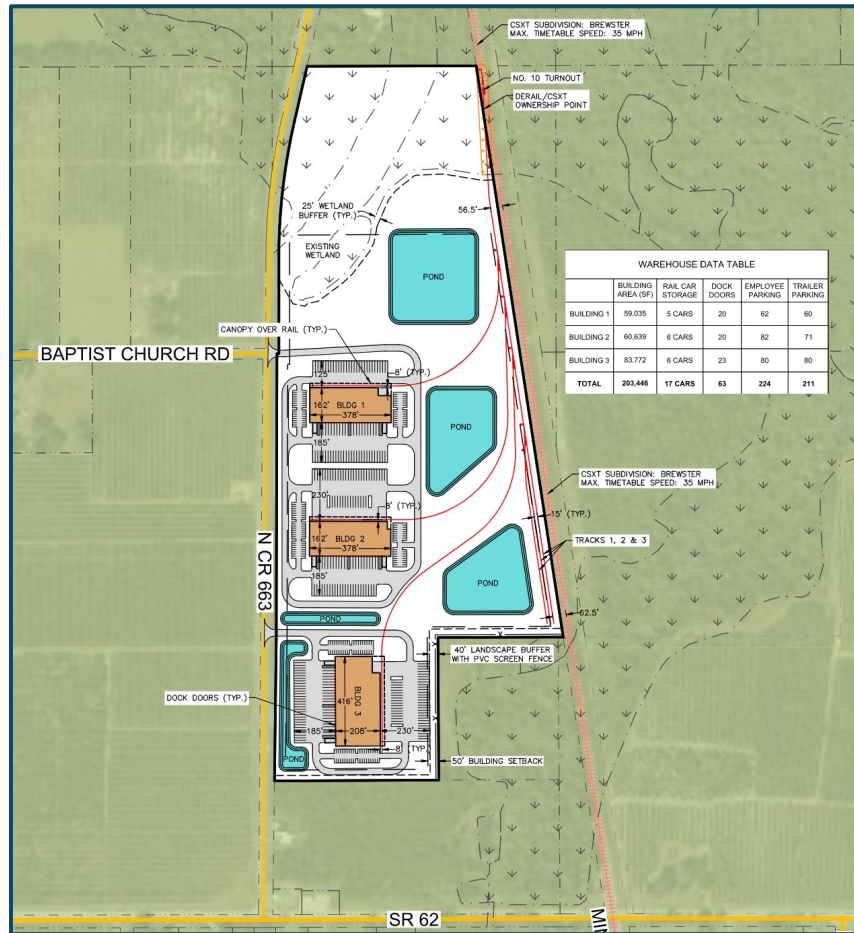 CSXT SUBDIVISION: BREWSTER
MAX. TIMETABLE SPEED: 35 MPH
NO. 10 TURNOUT
DERAIL/CSXT
OWNERSHIP POINT
25' WETLAND
BUFFER (TYP.)
56.5'
EXISTING
WETLAND
POND
WAREHOUSE DATA TABLE
BUILDING AREA (SF) RAIL CAR STORAGE DOCK DOORS EMPLOYEE PARKING TRAILER PARKING
BUILDING 1 59,035 5 CARS 20 62 60
BUILDING 2 60,639 6 CARS 20 82 71
BUILDING 3 83,772 6 CARS 23 80 80
TOTAL 203,446 17 CARS 63 224 211
CANOPY OVER RAIL (TYP.)
BAPTIST CHURCH RD
125'
8' (TYP.)
162' BLDG 1
378'
185'
POND
CSXT SUBDIVISION: BREWSTER
MAX. TIMETABLE SPEED: 35 MPH
230'
8' (TYP.)
15' (TYP.)
162' BLDG 2
378'
TRACKS 1, 2 & 3
185'
N CR 663
POND
62.5'
POND
X
40' LANDSCAPE BUFFER
WITH PVC SCREEN FENCE
X
DOCK DOORS (TYP.)
BLDG 3
416'
X
185' 208' 230'
8' (TYP.)
POND
50' BUILDING SETBACK
SR 62